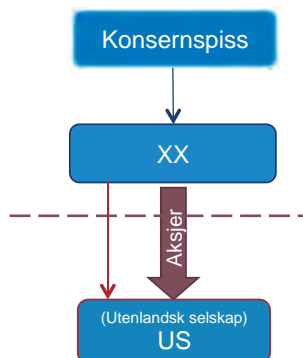 Konsernspiss
XX
Aksjer
(Utenlandsk selskap)
US